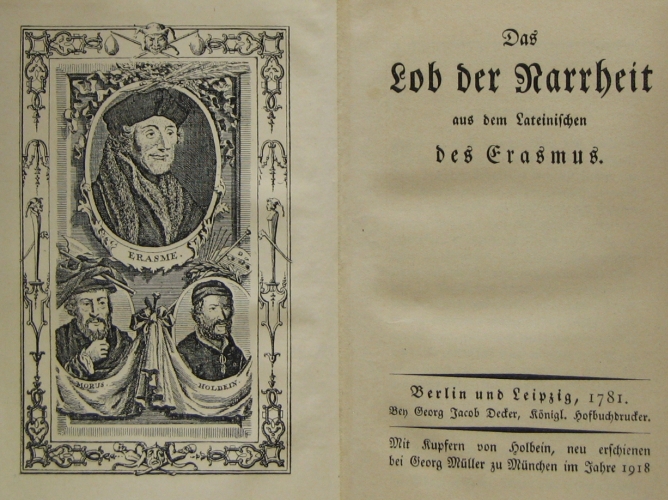 ERASME.
MORUS.
HOLBEIN.
Das
Lob der Narrheit
aus dem Lateinischen
des Erasmus.
Berlin und Leipzig, 1781.
Bey Georg Jacob Decker, Königl. Hofbuchdrucker.
Mit Kupfern von Holbein, neu erschienen
bei Georg Müller zu München im Jahre 1918